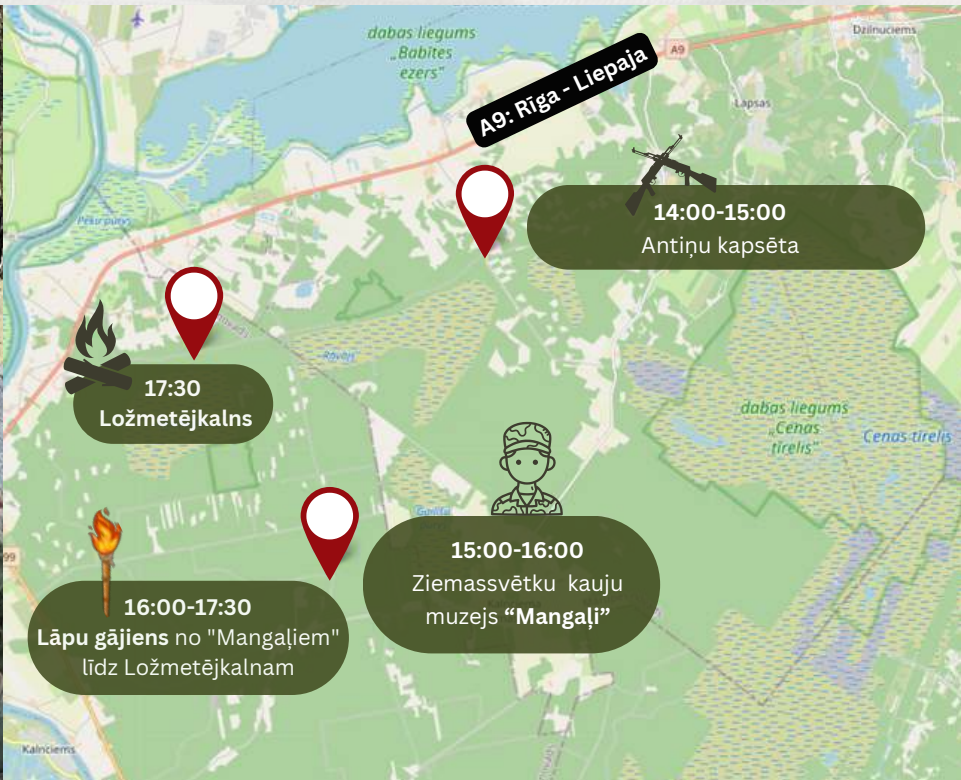 dabas liegums
„Babītes
ezers"
Dzilnuciems
A9
A9: Rīga - Liepaja
Lapsas
14:00-15:00
Antiņu kapsēta
17:30
Ložmetējkalns
dabas liegums
„Cenas
tīrelis"
Cenas tīrelis
15:00-16:00
Ziemassvētku kauju
muzejs “Mangaļi”
99
16:00-17:30
Lāpu gājiens no "Mangaļiem"
līdz Ložmetējkalnam
Kalnciems